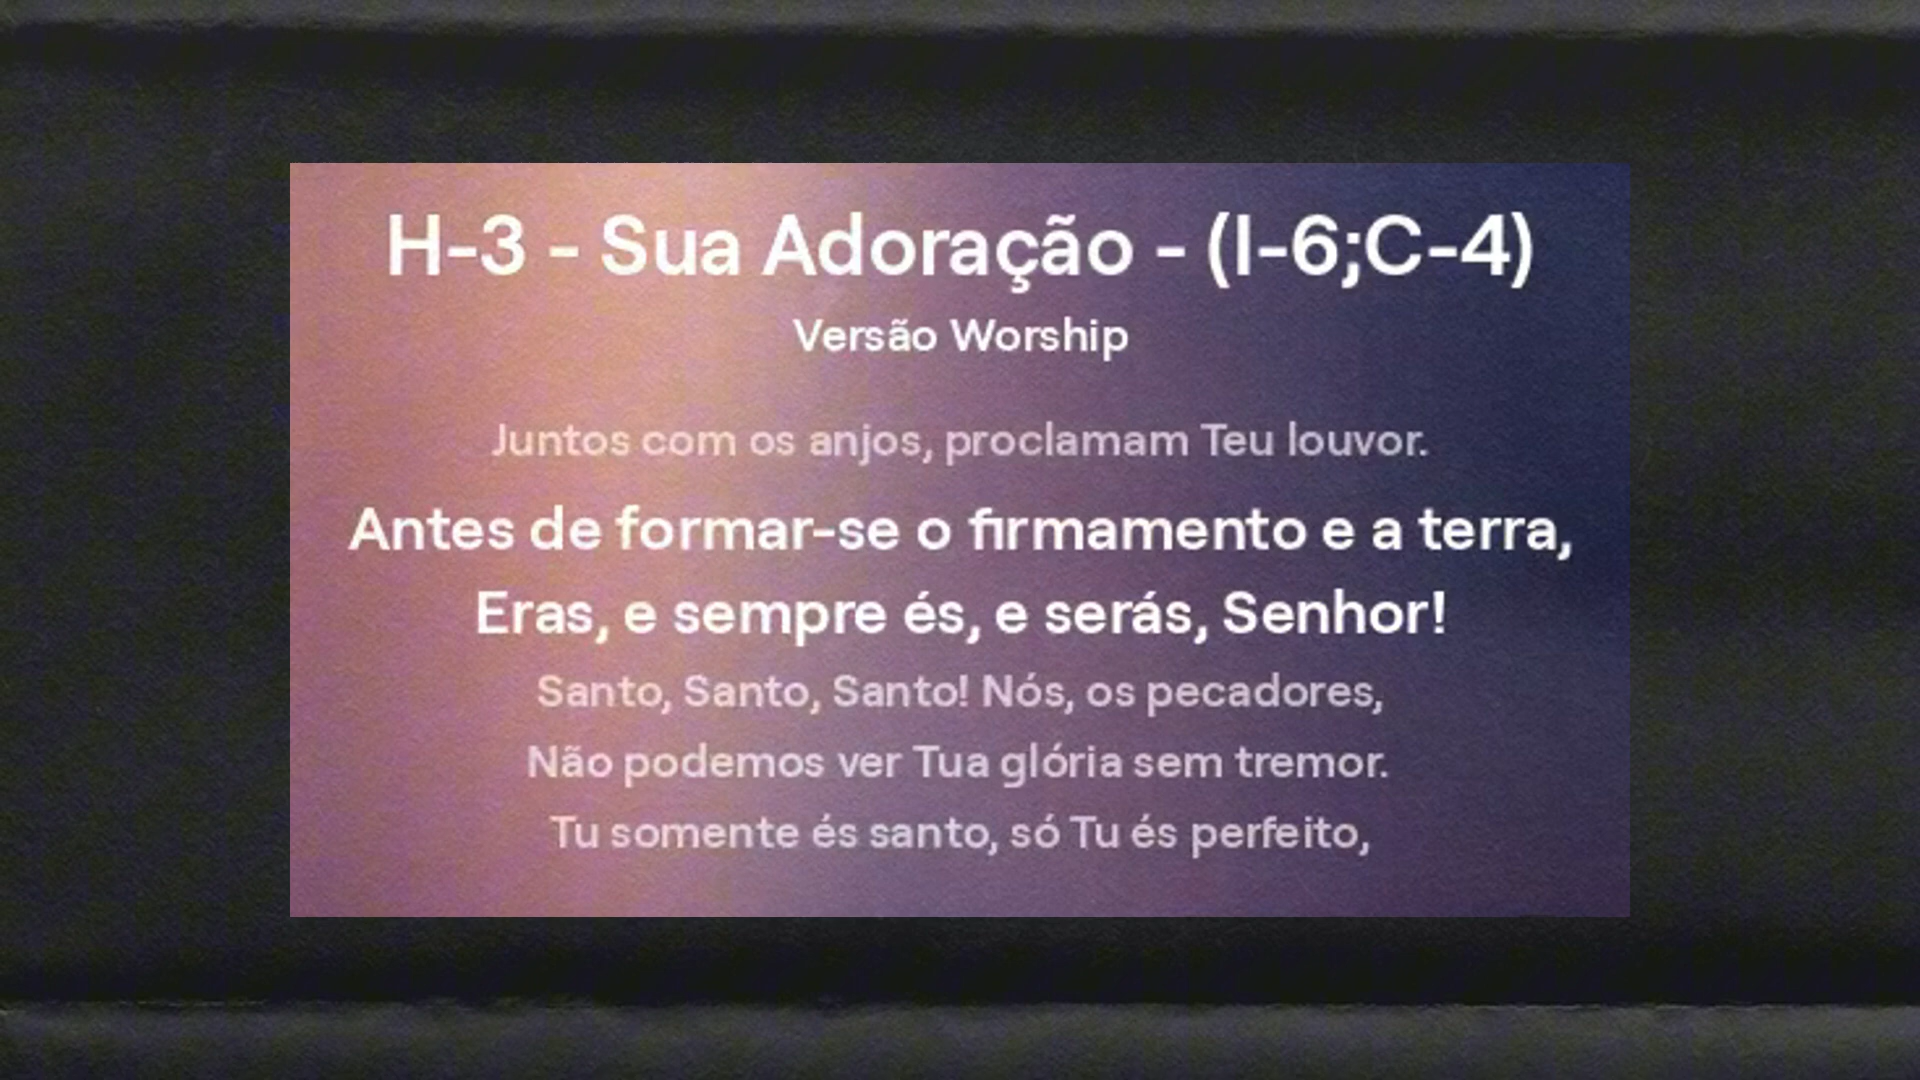 H-3 - Sua Adoração - (I-6;C-4)
Versão Worship
Juntos com os anjos, proclamam Teu louvor.
Antes de formar-se o firmamento e a terra,
Eras, e sempre és, e serás, Senhor!
Santo, Santo, Santo! Nós, os pecadores,
Não podemos ver Tua glória sem tremor.
Tu somente és santo, só Tu és perfeito,